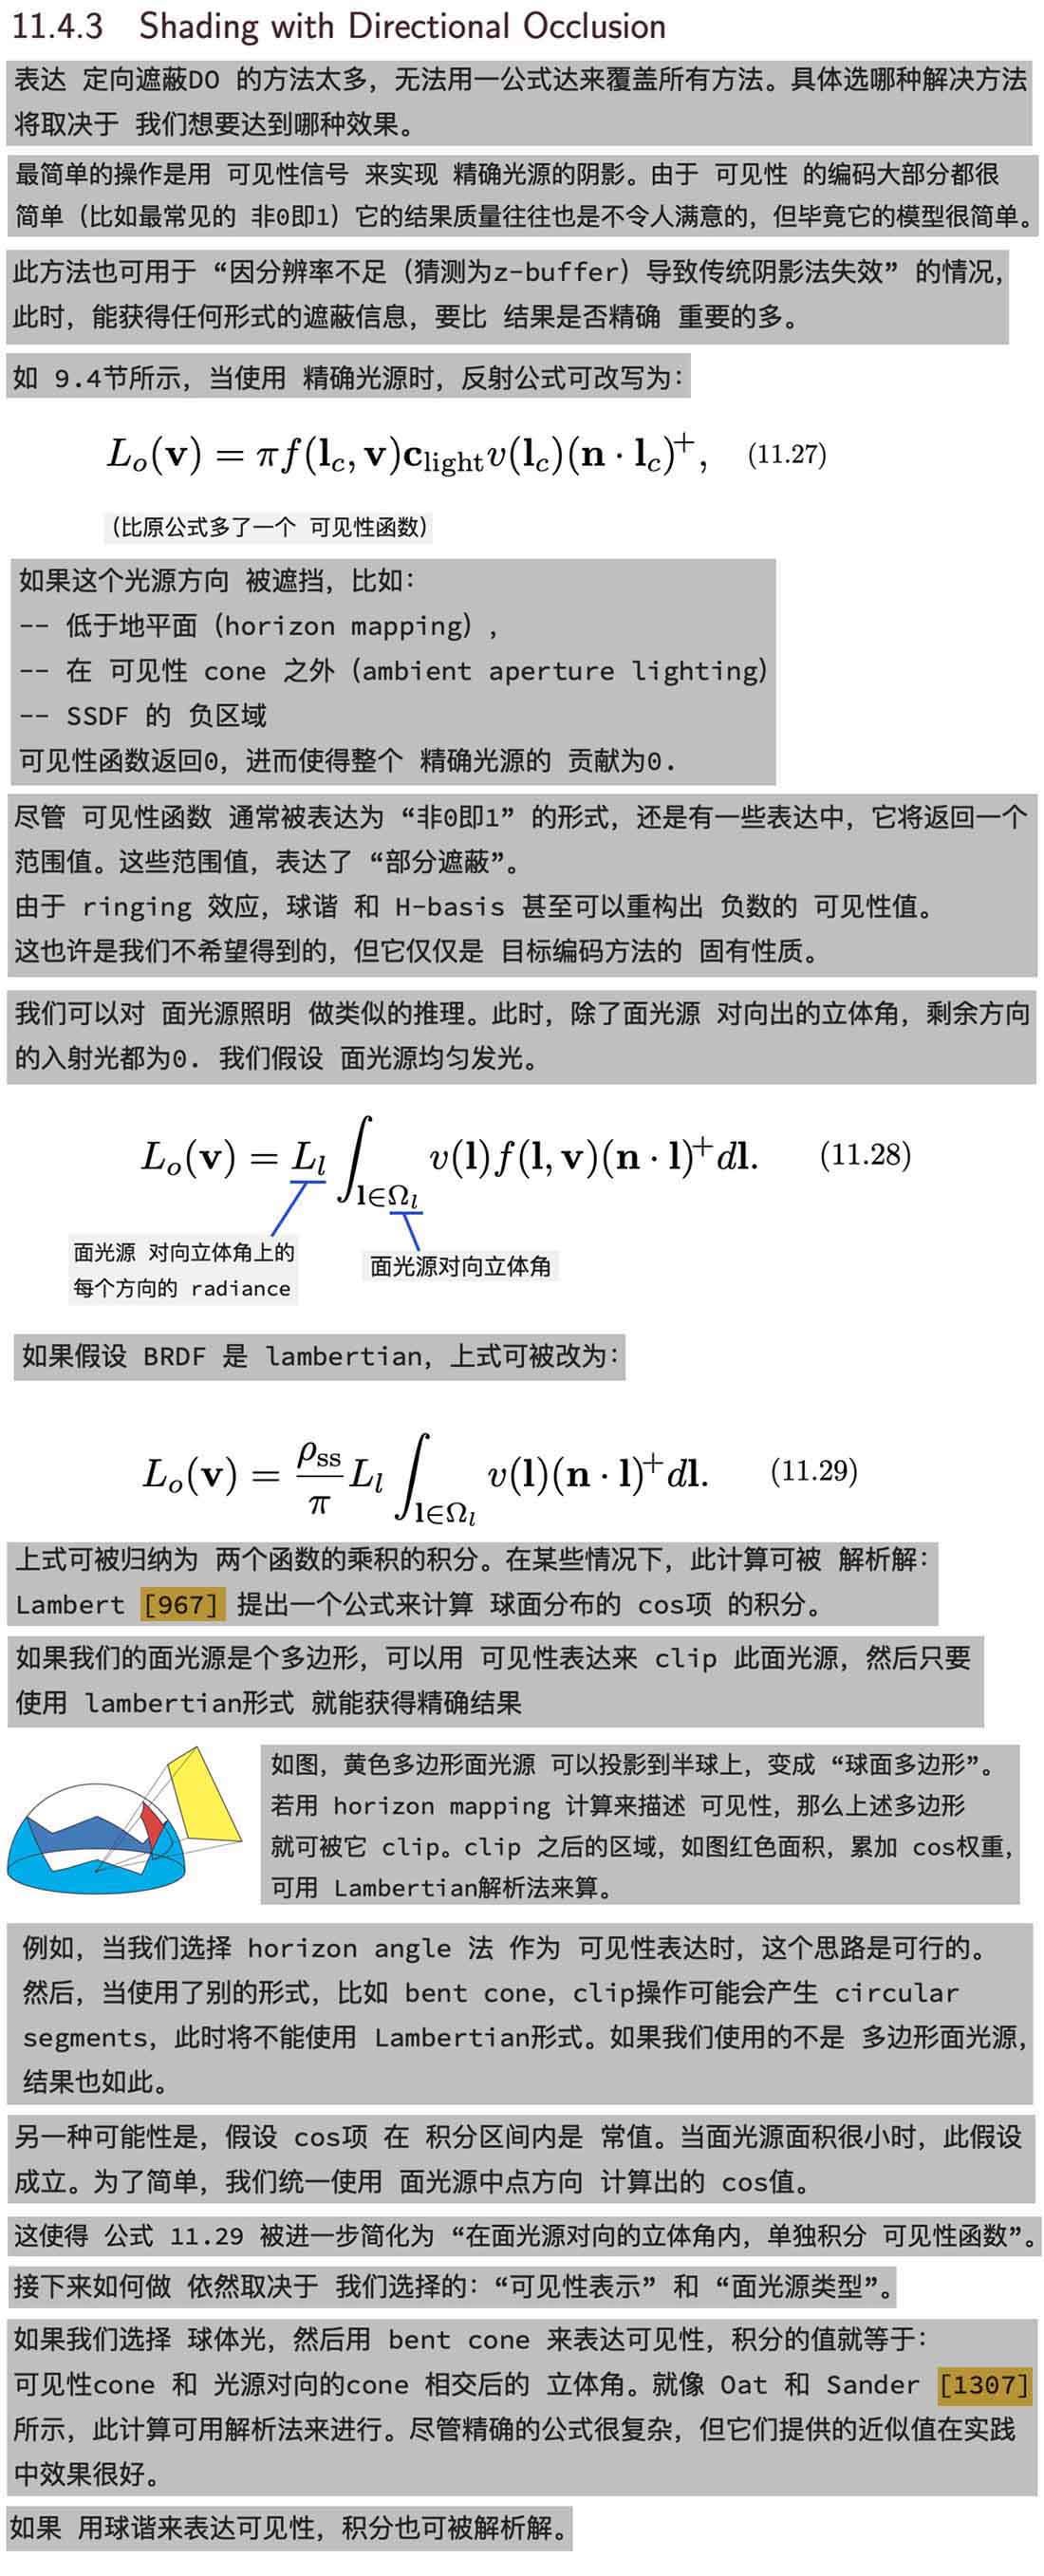 11.4.3 Shading with Directional Occlusion
表达 定向遮蔽DO 的方法太多，无法用一公式达来覆盖所有方法。具体选哪种解决方法
将取决于 我们想要达到哪种效果。
最简单的操作是用 可见性信号 来实现 精确光源的阴影。由于 可见性 的编码大部分都很
简单（比如最常见的 非0即1）它的结果质量往往也是不令人满意的，但毕竟它的模型很简单。
此方法也可用于 “因分辨率不足（猜测为z-buffer）导致传统阴影法失效” 的情况，
此时，能获得任何形式的遮蔽信息，要比 结果是否精确 重要的多。
如 9.4节所示，当使用 精确光源时，反射公式可改写为：
L_o(v) = πf(l_c, v)c_light v(l_c)(n · l_c)^+, (11.27)
（比原公式多了一个 可见性函数）
如果这个光源方向 被遮挡，比如：
-- 低于地平面（horizon mapping），
-- 在 可见性 cone 之外（ambient aperture lighting）
-- SSDF 的 负区域
可见性函数返回0，进而使得整个 精确光源的 贡献为0.
尽管 可见性函数 通常被表达为 “非0即1” 的形式，还是有一些表达中，它将返回一个
范围值。这些范围值，表达了 “部分遮蔽”。
由于 ringing 效应，球谐 和 H-basis 甚至可以重构出 负数的 可见性值。
这也许是我们不希望得到的，但它仅仅是 目标编码方法的 固有性质。
我们可以对 面光源照明 做类似的推理。此时，除了面光源 对向出的立体角，剩余方向
的入射光都为0. 我们假设 面光源均匀发光。
L_o(v) = L_l ∫_{l∈Ω_l} v(l)f(l, v)(n · l)^+ dl. (11.28)
面光源 对向立体角上的
每个方向的 radiance
面光源对向立体角
如果假设 BRDF 是 lambertian，上式可被改为：
L_o(v) = ρ_ss/π L_l ∫_{l∈Ω_l} v(l)(n · l)^+ dl. (11.29)
上式可被归纳为 两个函数的乘积的积分。在某些情况下，此计算可被 解析解：
Lambert [967] 提出一个公式来计算 球面分布的 cos项 的积分。
如果我们的面光源是个多边形，可以用 可见性表达来 clip 此面光源，然后只要
使用 lambertian形式 就能获得精确结果
如图，黄色多边形面光源 可以投影到半球上，变成 “球面多边形”。
若用 horizon mapping 计算来描述 可见性，那么上述多边形
就可被它 clip。clip 之后的区域，如图红色面积，累加 cos权重，
可用 Lambertian解析法来算。
例如，当我们选择 horizon angle 法 作为 可见性表达时，这个思路是可行的。
然后，当使用了别的形式，比如 bent cone，clip操作可能会产生 circular
segments，此时将不能使用 Lambertian形式。如果我们使用的不是 多边形面光源，
结果也如此。
另一种可能性是，假设 cos项 在 积分区间内是 常值。当面光源面积很小时，此假设
成立。为了简单，我们统一使用 面光源中点方向 计算出的 cos值。
这使得 公式 11.29 被进一步简化为 “在面光源对向的立体角内，单独积分 可见性函数”。
接下来如何做 依然取决于 我们选择的：“可见性表示” 和 “面光源类型”。
如果我们选择 球体光，然后用 bent cone 来表达可见性，积分的值就等于：
可见性cone 和 光源对向的cone 相交后的 立体角。就像 Oat 和 Sander [1307]
所示，此计算可用解析法来进行。尽管精确的公式很复杂，但它们提供的近似值在实践
中效果很好。
如果 用球谐来表达可见性，积分也可被解析解。